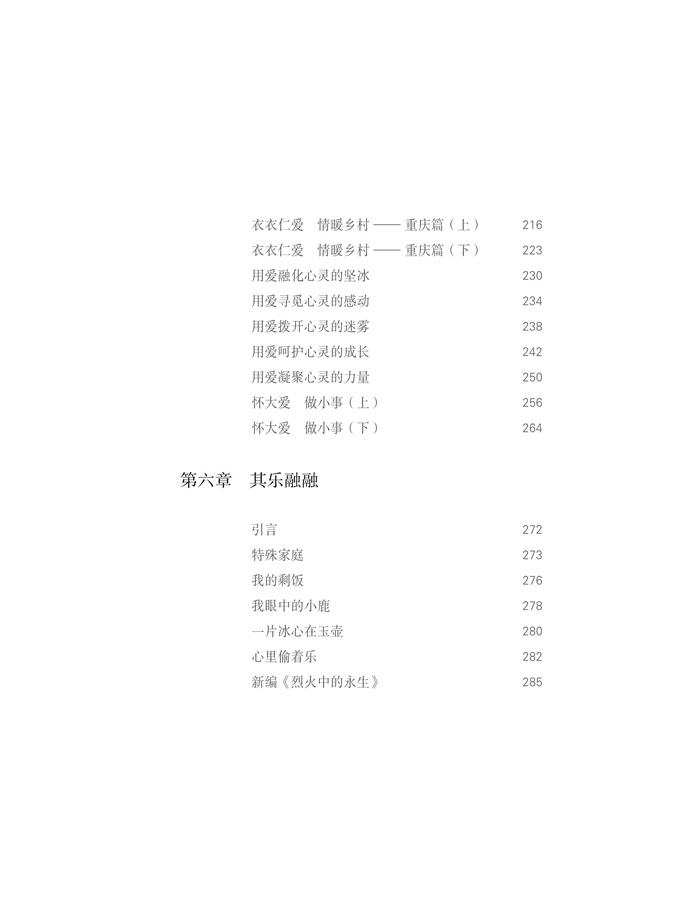 衣衣仁爱　情暖乡村 —— 重庆篇（上） 216
衣衣仁爱　情暖乡村 —— 重庆篇（下） 223
用爱融化心灵的坚冰 230
用爱寻觅心灵的感动 234
用爱拨开心灵的迷雾 238
用爱呵护心灵的成长 242
用爱凝聚心灵的力量 250
怀大爱　做小事（上） 256
怀大爱　做小事（下） 264
第六章　其乐融融
引言 272
特殊家庭 273
我的剩饭 276
我眼中的小鹿 278
一片冰心在玉壶 280
心里偷着乐 282
新编《烈火中的永生》 285